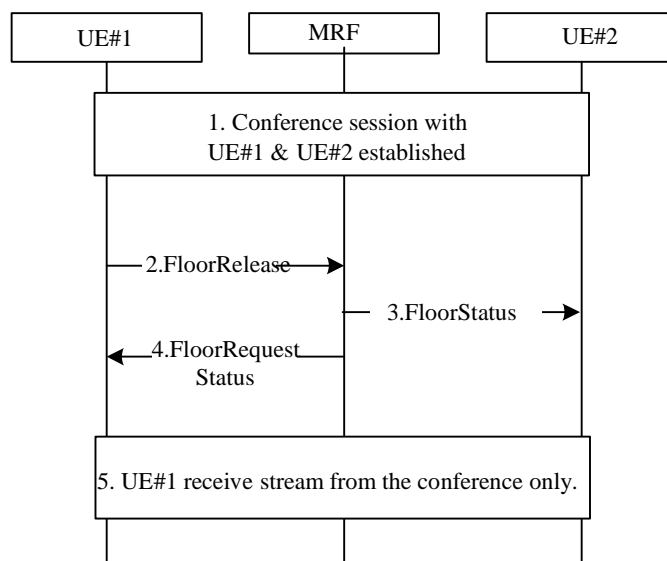 UE#1
MRF
UE#2
1. Conference session with
UE#1 & UE#2 established
2.FloorRelease
3.FloorStatus
4.FloorRequest
Status
5. UE#1 receive stream from the conference only.